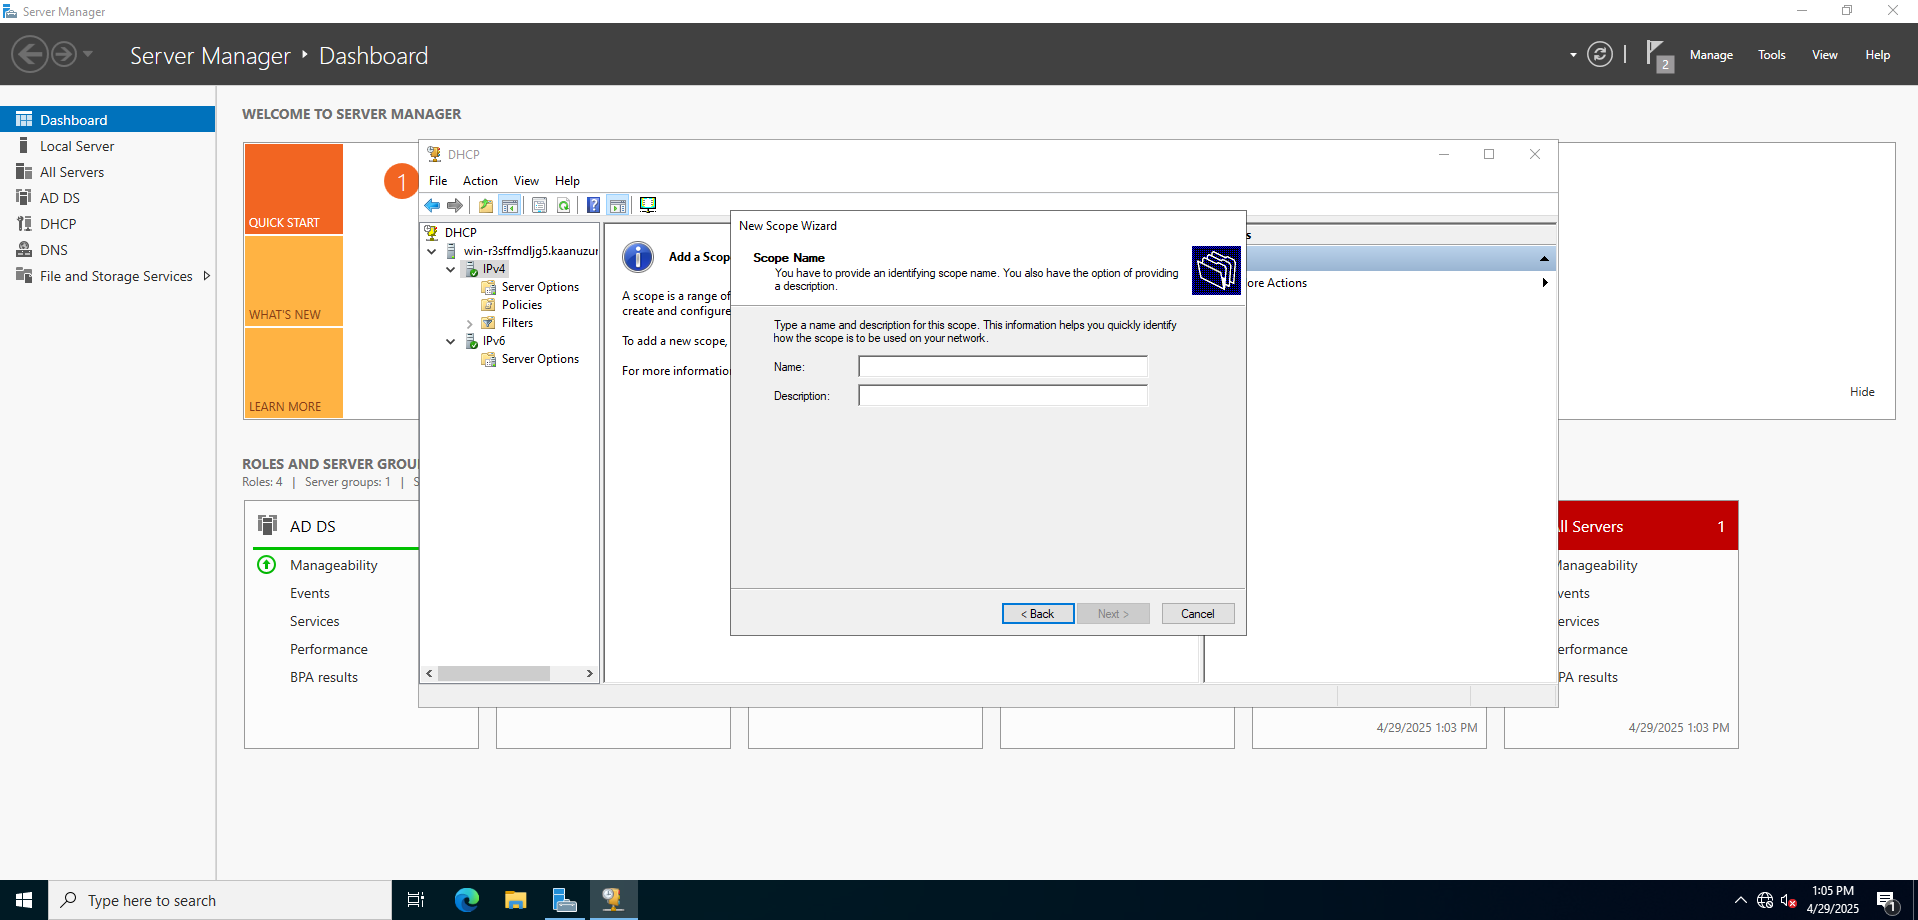 Server Manager
Server Manager ‣ Dashboard
2
Manage
Tools
View
Help
Dashboard
Local Server
All Servers
AD DS
DHCP
DNS
File and Storage Services
WELCOME TO SERVER MANAGER
QUICK START
WHAT'S NEW
LEARN MORE
1
Hide
DHCP
File
Action
View
Help
DHCP
win-r3sffmdljg5.kaanuzur
IPv4
Server Options
Policies
Filters
IPv6
Server Options
Add a Scop
A scope is a range of
create and configure
To add a new scope,
For more informatio
s
ore Actions
New Scope Wizard
Scope Name
You have to provide an identifying scope name. You also have the option of providing
a description.
Type a name and description for this scope. This information helps you quickly identify
how the scope is to be used on your network.
Name:
Description:
< Back
Next >
Cancel
ROLES AND SERVER GROU
Roles: 4 | Server groups: 1 | S
AD DS
Manageability
Events
Services
Performance
BPA results
4/29/2025 1:03 PM
ll Servers
1
Manageability
vents
ervices
erformance
PA results
4/29/2025 1:03 PM
Type here to search
1:05 PM
4/29/2025
1